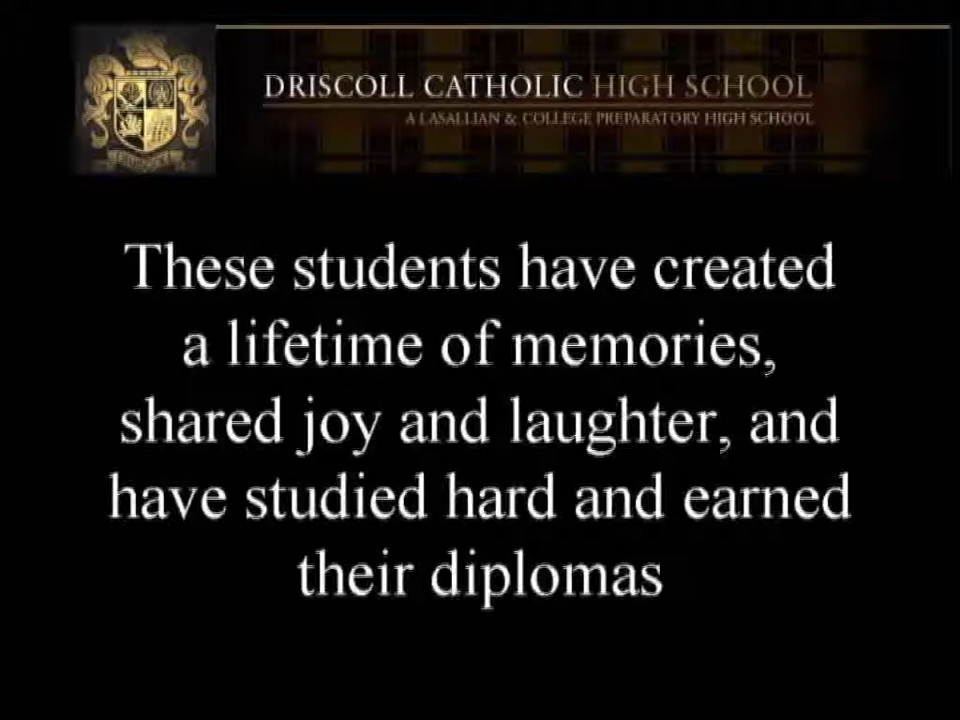 DRISCOLL CATHOLIC HIGH SCHOOL
A LASALLIAN & COLLEGE PREPARATORY HIGH SCHOOL
These students have created
a lifetime of memories,
shared joy and laughter, and
have studied hard and earned
their diplomas